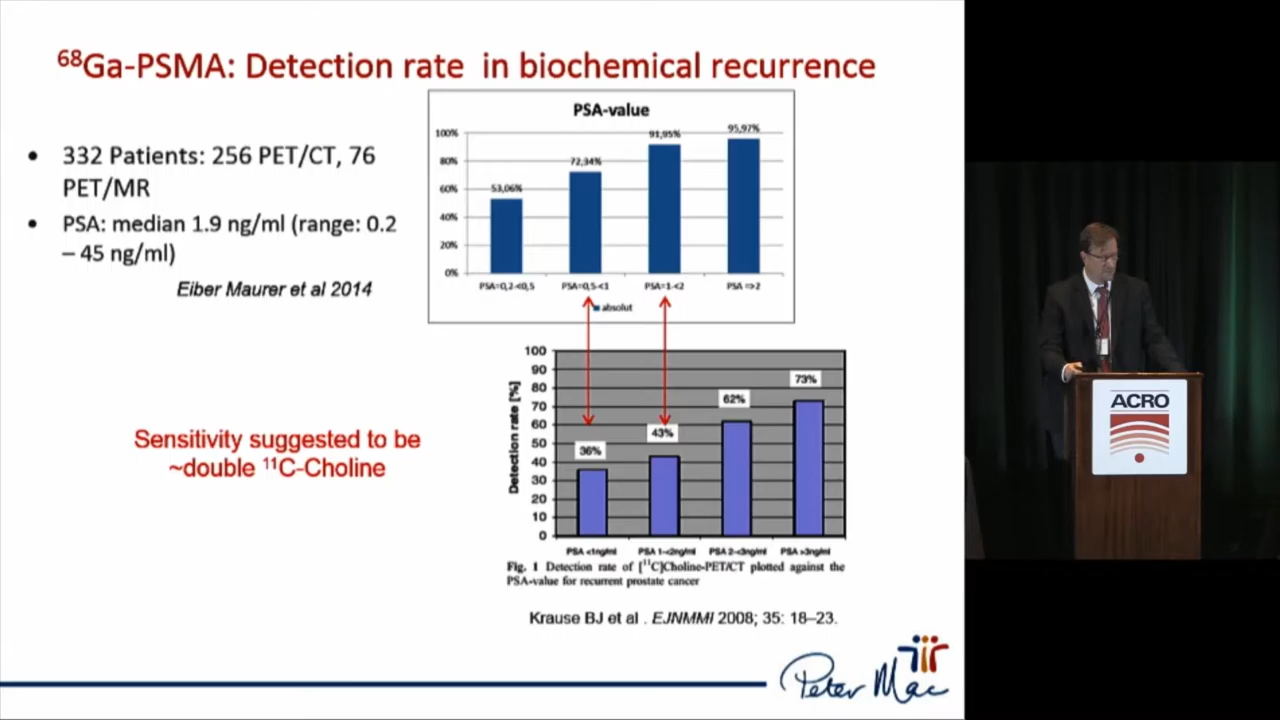 68Ga-PSMA: Detection rate in biochemical recurrence
• 332 Patients: 256 PET/CT, 76
PET/MR
• PSA: median 1.9 ng/ml (range: 0.2
– 45 ng/ml)
Eiber Maurer et al 2014
Sensitivity suggested to be
~double 11C-Choline
PSA-value
100%
80%
60%
40%
20%
0%
53,06%
72,34%
91,95%
95,97%
PSA=0,2-<0,5
PSA=0,5-<1
PSA=1-<2
PSA =>2
absolut
Detection rate [%]
100
90
80
70
60
50
40
30
20
10
0
36%
43%
62%
73%
PSA <1ng/ml
PSA 1-<2ng/ml
PSA 2-<3ng/ml
PSA >3ng/ml
Fig. 1 Detection rate of [11C]Choline-PET/CT plotted against the
PSA-value for recurrent prostate cancer
Krause BJ et al . EJNMMI 2008; 35: 18–23.
Peter Mac
ACRO